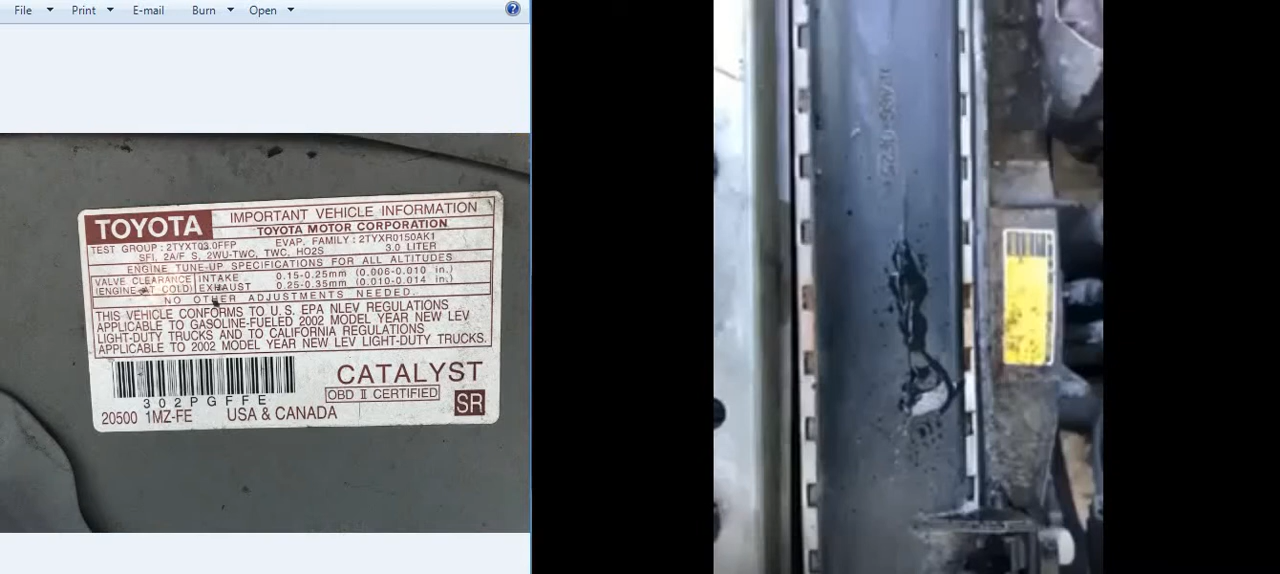 File
Print
E-mail
Burn
Open
TOYOTA
IMPORTANT VEHICLE INFORMATION
TOYOTA MOTOR CORPORATION
TEST GROUP : 2TYXT03.0FFP EVAP. FAMILY : 2TYXR0150AK1
SFI, 2A/F S, 2WU-TWC, TWC, HO2S 3.0 LITER
ENGINE TUNE-UP SPECIFICATIONS FOR ALL ALTITUDES
VALVE CLEARANCE INTAKE 0.15-0.25mm (0.006-0.010 in.)
(ENGINE AT COLD) EXHAUST 0.25-0.35mm (0.010-0.014 in.)
NO OTHER ADJUSTMENTS NEEDED.
THIS VEHICLE CONFORMS TO U.S. EPA NLEV REGULATIONS
APPLICABLE TO GASOLINE-FUELED 2002 MODEL YEAR NEW LEV
LIGHT-DUTY TRUCKS AND TO CALIFORNIA REGULATIONS
APPLICABLE TO 2002 MODEL YEAR NEW LEV LIGHT-DUTY TRUCKS.
302PGFFE
CATALYST
OBD II CERTIFIED
20500 1MZ-FE USA & CANADA
SR